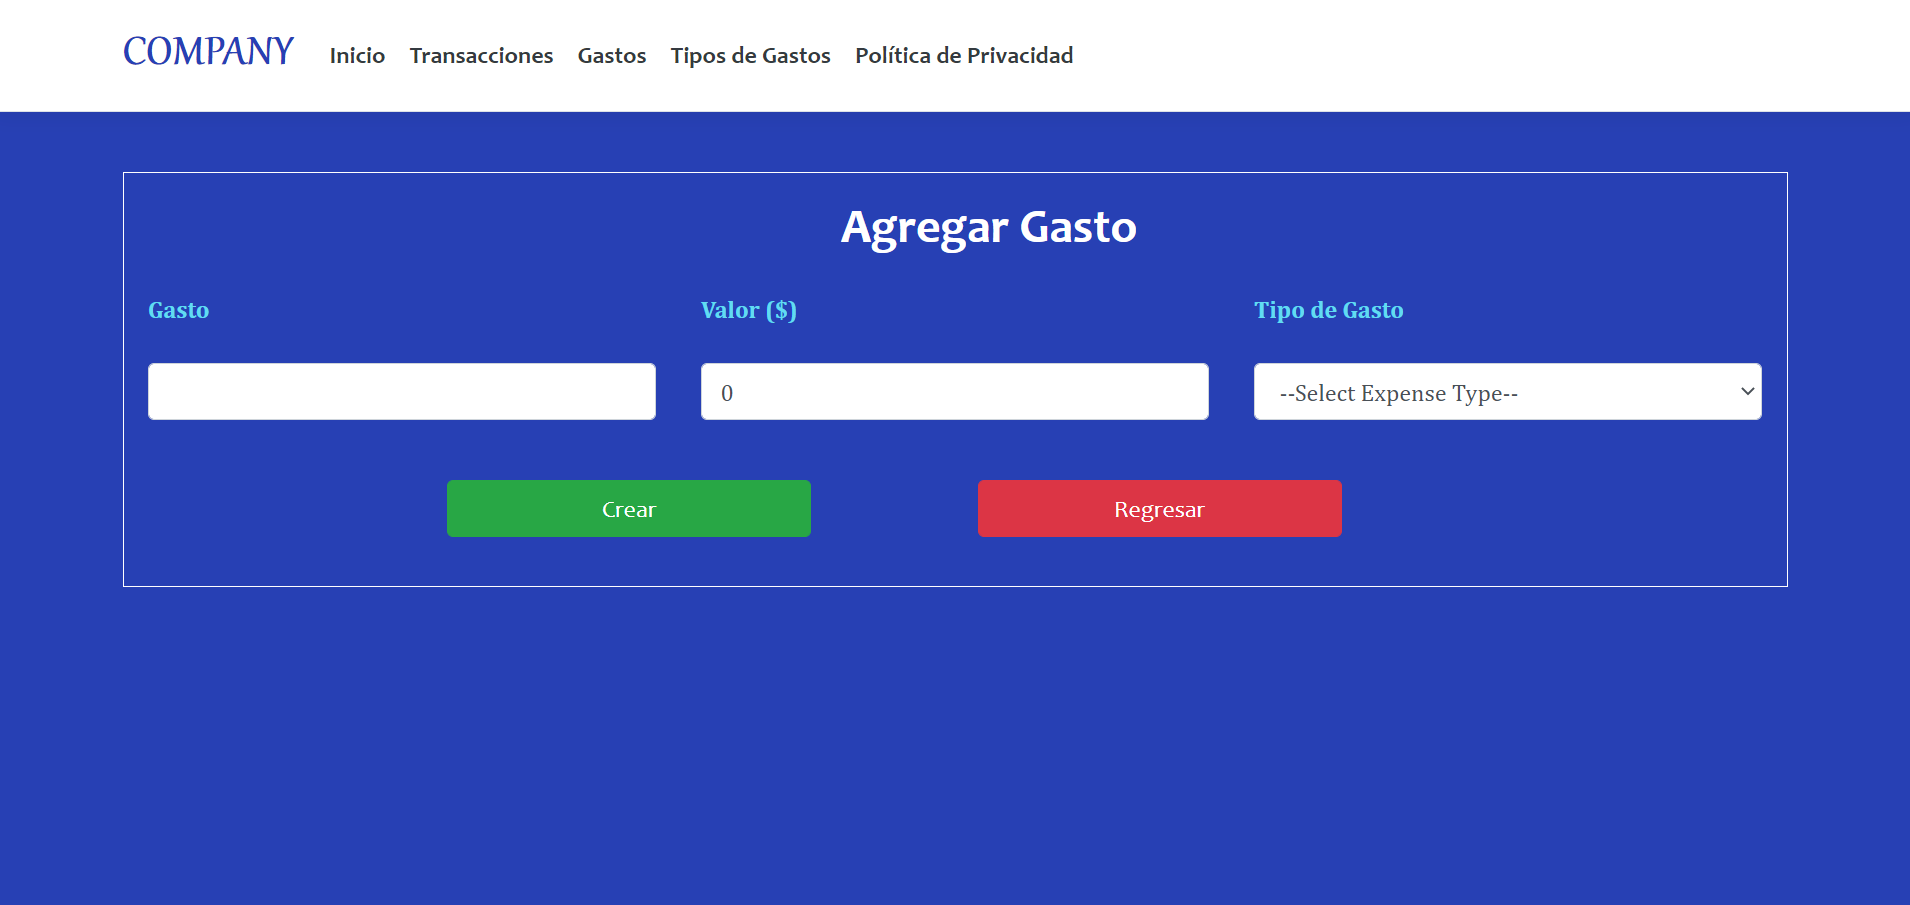 COMPANY Inicio Transacciones Gastos Tipos de Gastos Política de Privacidad
Agregar Gasto
Gasto Valor ($) Tipo de Gasto
0 --Select Expense Type--
Crear Regresar